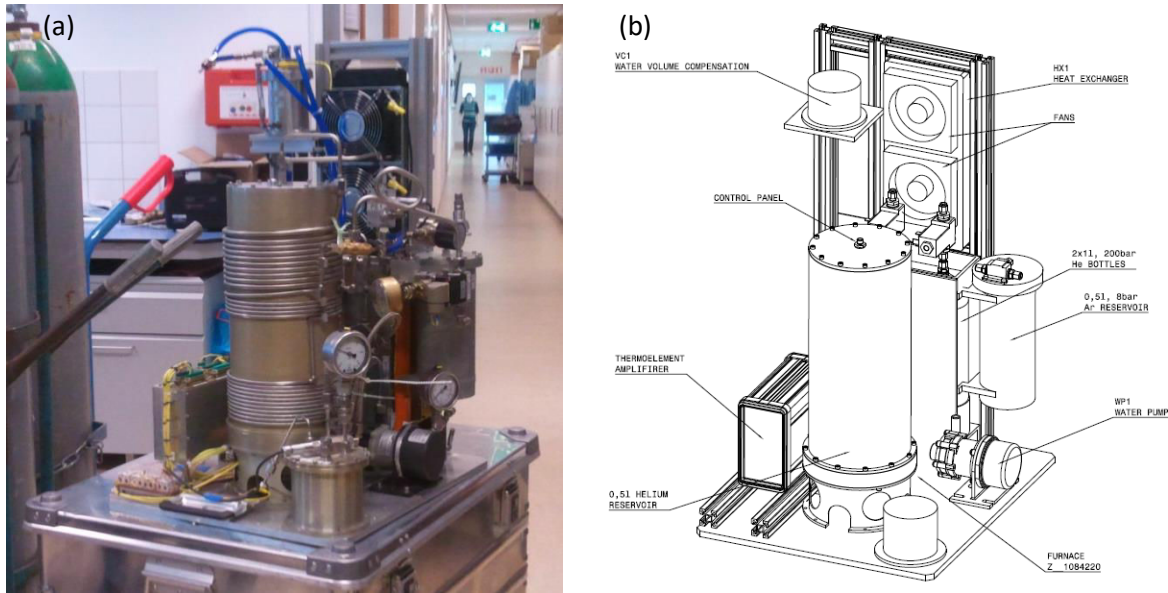 (a)
(b)
VC1
WATER VOLUME COMPENSATION
HX1
HEAT EXCHANGER
FANS
CONTROL PANEL
2x1l, 200bar
He BOTTLES
0,5l, 8bar
Ar RESERVOIR
THERMOELEMENT
AMPLIFIRER
WP1
WATER PUMP
0,5l HELIUM
RESERVOIR
FURNACE
Z__1084220